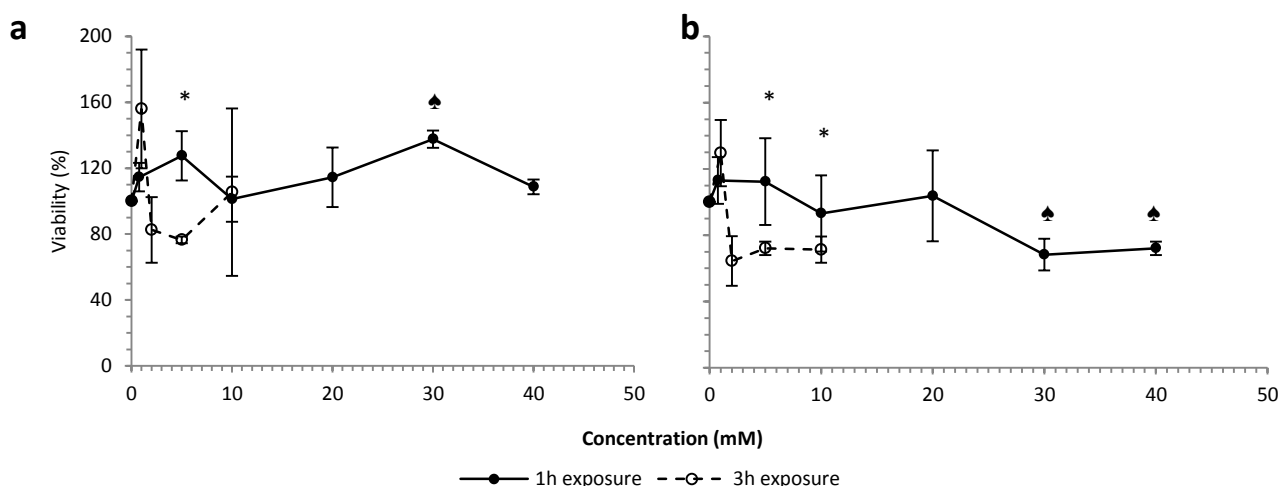 a
b
200
160
120
80
40
0
Viability (%)
*
♠
*
*
♠
♠
0 10 20 30 40 50
0 10 20 30 40 50
Concentration (mM)
1h exposure
3h exposure